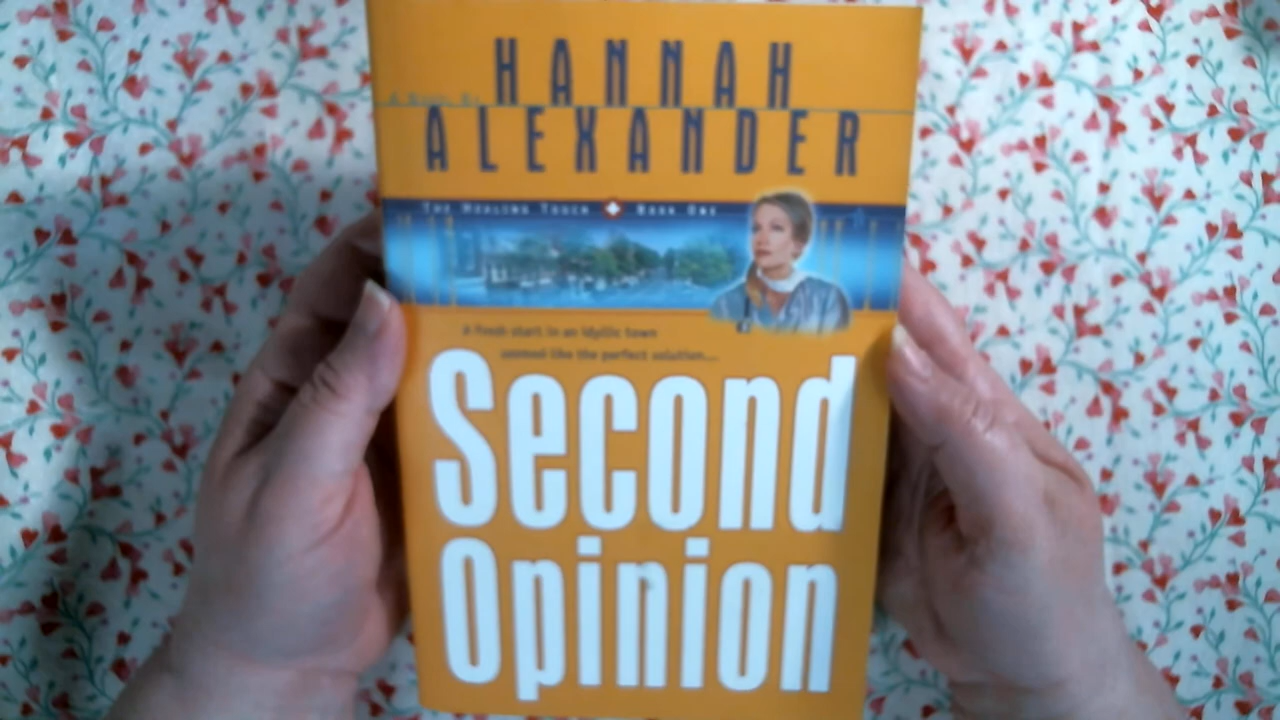 HANNAH
A Novel By
ALEXANDER
THE HEALING TOUCH BOOK ONE
A fresh start in an idyllic town
seemed like the perfect solution...
Second
Opinion